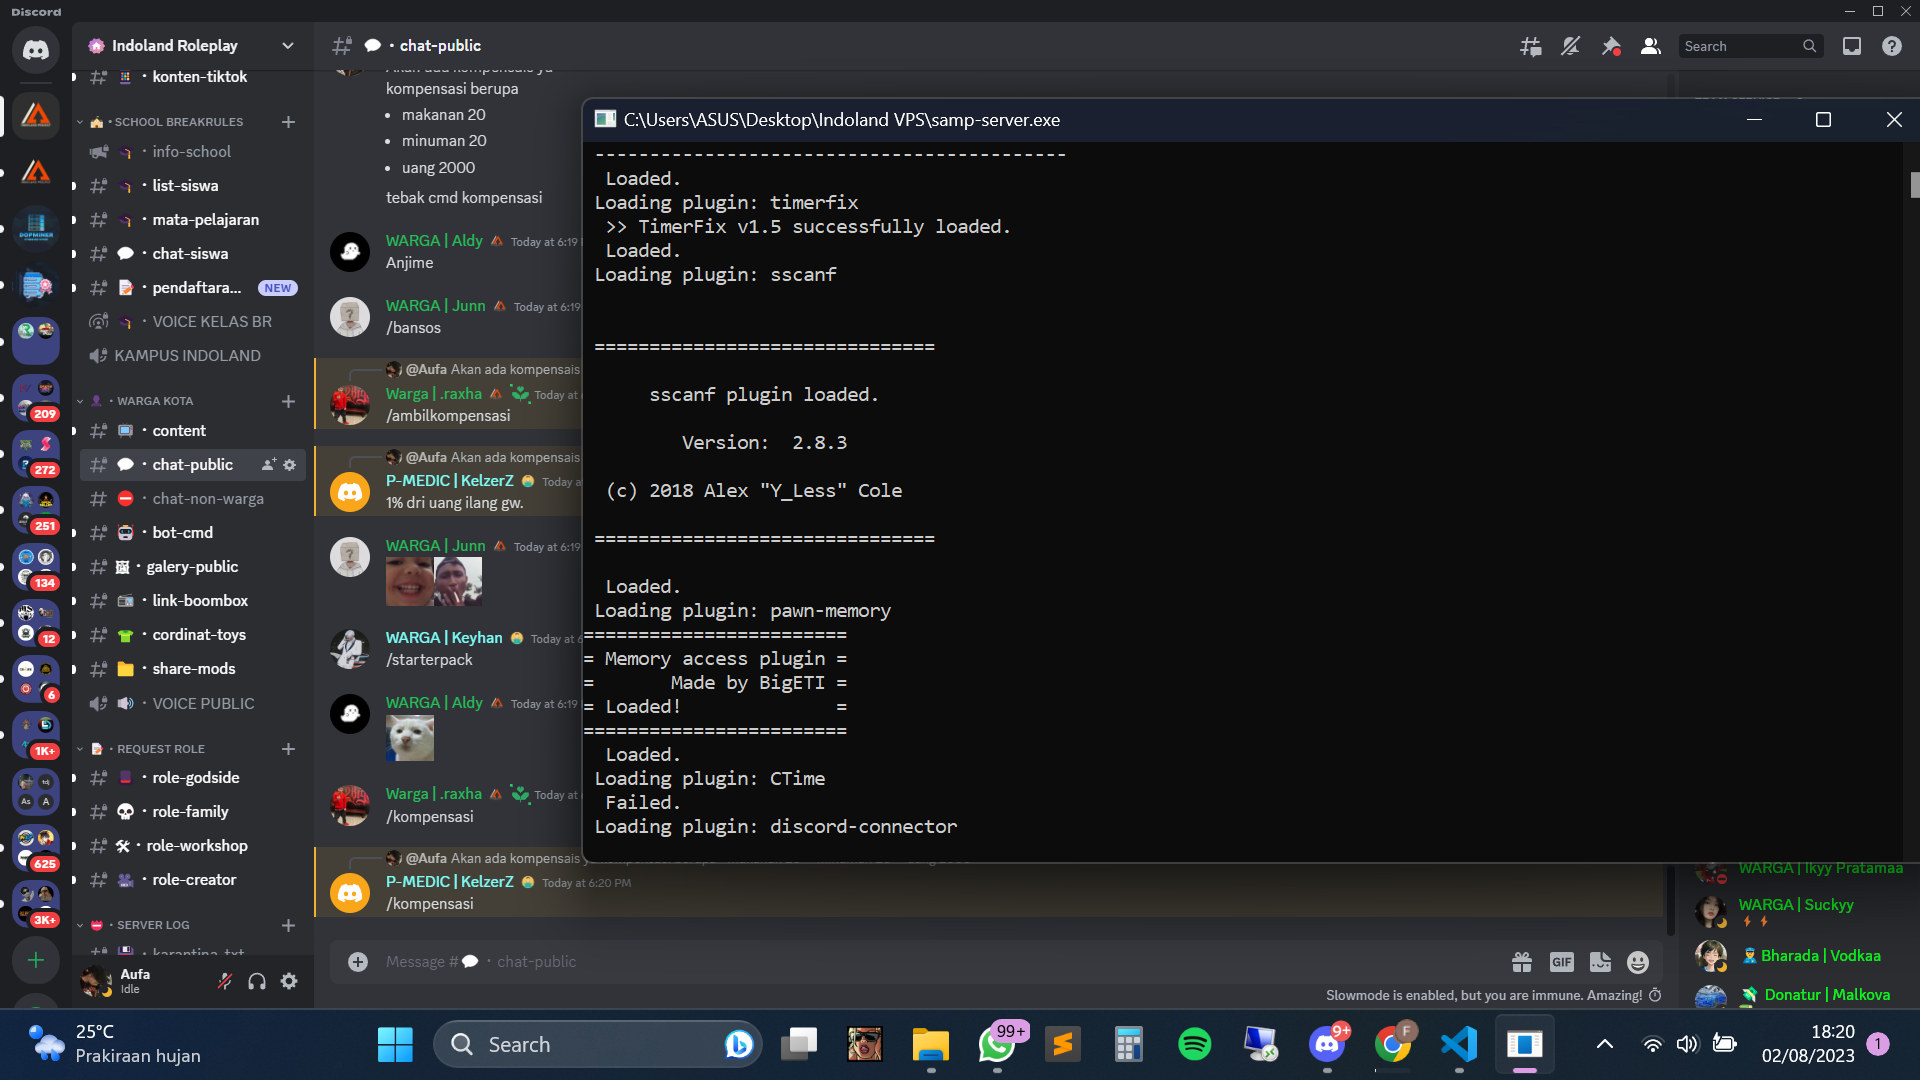 Discord
Indoland Roleplay
konten-tiktok
SCHOOL BREAKRULES
info-school
list-siswa
mata-pelajaran
chat-siswa
pendaftara... NEW
VOICE KELAS BR
KAMPUS INDOLAND
WARGA KOTA
content
chat-public
chat-non-warga
bot-cmd
galery-public
link-boombox
cordinat-toys
share-mods
VOICE PUBLIC
REQUEST ROLE
role-godside
role-family
role-workshop
role-creator
SERVER LOG
karantina-txt
209
272
251
134
12
6
1K+
As A
625
3K+
Aufa
Idle
chat-public
Search
kompensasi berupa
• makanan 20
• minuman 20
• uang 2000
tebak cmd kompensasi
WARGA | Aldy Today at 6:19
Anjime
WARGA | Junn Today at 6:19
/bansos
@Aufa Akan ada kompensais
Warga | .raxha Today at
/ambilkompensasi
@Aufa Akan ada kompensais
P-MEDIC | KelzerZ Today a
1% dri uang ilang gw.
WARGA | Junn Today at 6:19
WARGA | Keyhan Today at 6
/starterpack
WARGA | Aldy Today at 6:19
Warga | .raxha Today at
/kompensasi
@Aufa Akan ada kompensais
P-MEDIC | KelzerZ Today at 6:20 PM
/kompensasi
Message # • chat-public
GIF
Slowmode is enabled, but you are immune. Amazing!
WARGA | Ikyy Pratamaa
WARGA | Suckyy
Bharada | Vodkaa
Donatur | Malkova
C:\Users\ASUS\Desktop\Indoland VPS\samp-server.exe
-------------------------------------------
Loaded.
Loading plugin: timerfix
>> TimerFix v1.5 successfully loaded.
Loaded.
Loading plugin: sscanf
===============================
sscanf plugin loaded.
Version: 2.8.3
(c) 2018 Alex "Y_Less" Cole
===============================
Loaded.
Loading plugin: pawn-memory
========================
= Memory access plugin =
= Made by BigETI =
= Loaded! =
========================
Loaded.
Loading plugin: CTime
Failed.
Loading plugin: discord-connector
25°C
Prakiraan hujan
Search
99+
9+
F
18:20
02/08/2023
1